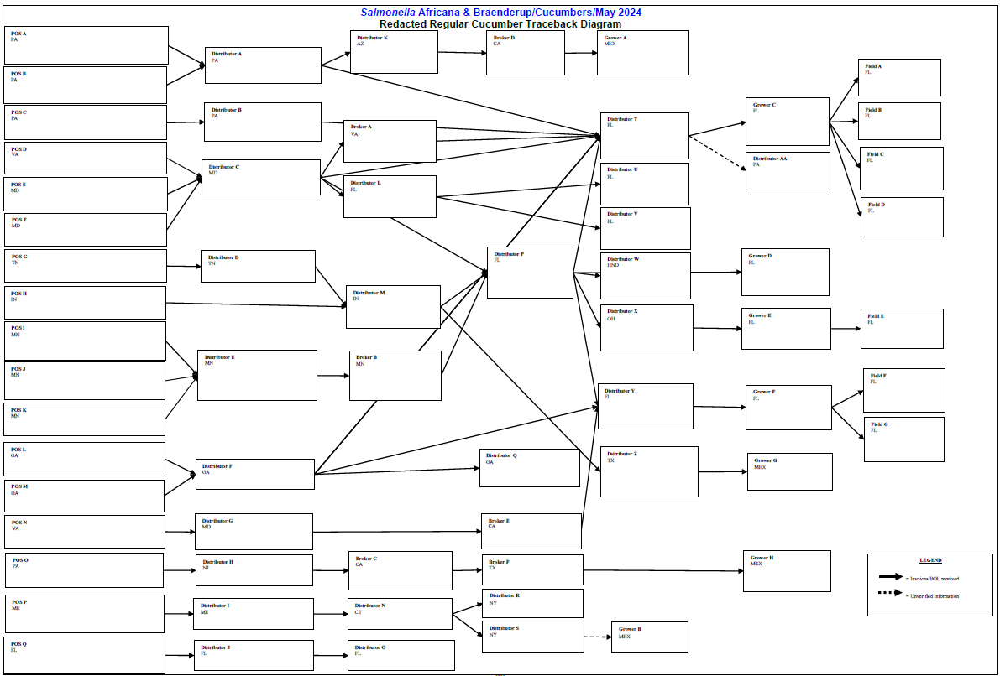 Salmonella Africana & Braenderup/Cucumbers/May 2024
Redacted Regular Cucumber Traceback Diagram
POS A
PA
POS B
PA
POS C
PA
POS D
VA
POS E
MD
POS F
MD
POS G
TN
POS H
IN
POS I
MN
POS J
MN
POS K
MN
POS L
GA
POS M
GA
POS N
VA
POS O
PA
POS P
ME
POS Q
FL
Distributor A
PA
Distributor B
PA
Distributor C
MD
Distributor D
TN
Distributor E
MN
Distributor F
GA
Distributor G
MD
Distributor H
NJ
Distributor I
ME
Distributor J
FL
Distributor K
AZ
Broker A
VA
Distributor L
FL
Distributor M
IN
Broker B
MN
Broker C
CA
Distributor N
CT
Distributor O
FL
Broker D
CA
Distributor P
FL
Distributor Q
GA
Broker E
CA
Broker F
TX
Distributor R
NY
Distributor S
NY
Grower A
MEX
Distributor T
FL
Distributor U
FL
Distributor V
FL
Distributor W
HND
Distributor X
OH
Distributor Y
FL
Distributor Z
TX
Grower B
MEX
Grower C
FL
Distributor AA
PA
Grower D
FL
Grower E
FL
Grower F
FL
Grower G
MEX
Grower H
MEX
Field A
FL
Field B
FL
Field C
FL
Field D
FL
Field E
FL
Field F
FL
Field G
FL
LEGEND
= Invoices/BOL received
= Unverified information